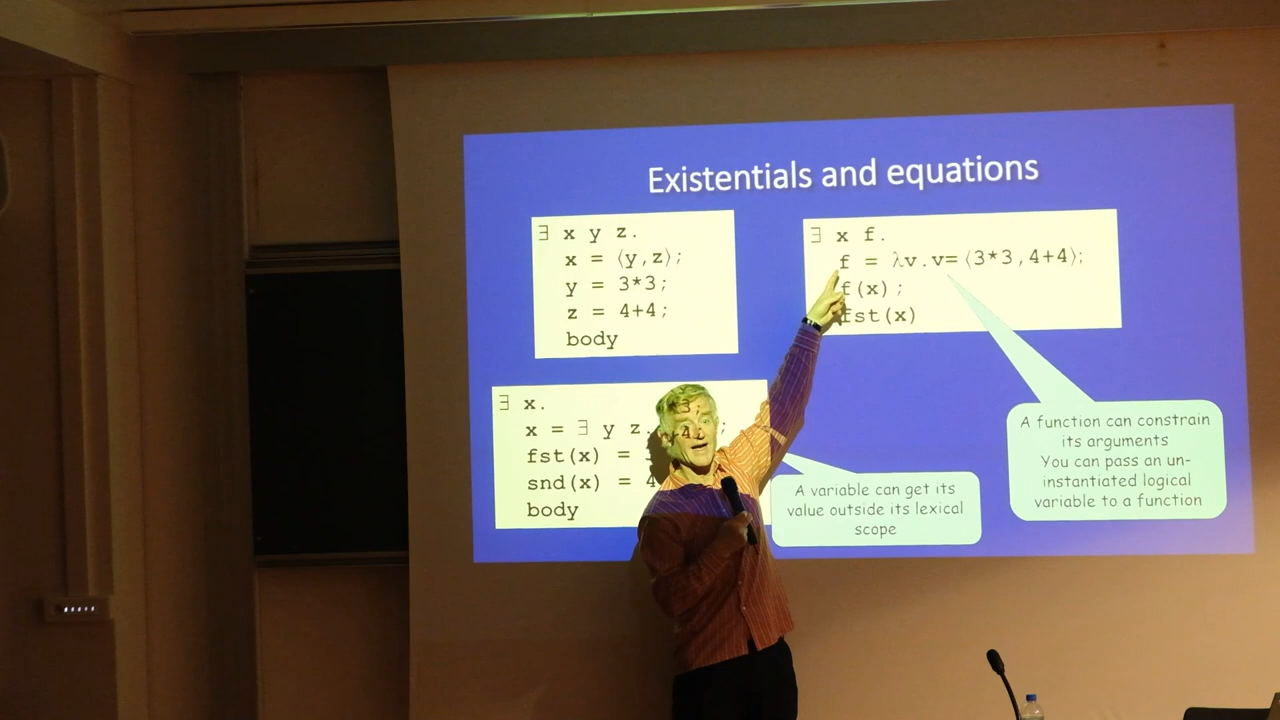 Existentials and equations
∃ x y z.
x = ⟨y,z⟩;
y = 3*3;
z = 4+4;
body
∃ x f.
f = λv.v=⟨3*3,4+4⟩;
f(x);
fst(x)
∃ x.
x = ∃ y z.
fst(x) =
snd(x) = 4
body
A variable can get its
value outside its lexical
scope
A function can constrain
its arguments
You can pass an un-
instantiated logical
variable to a function